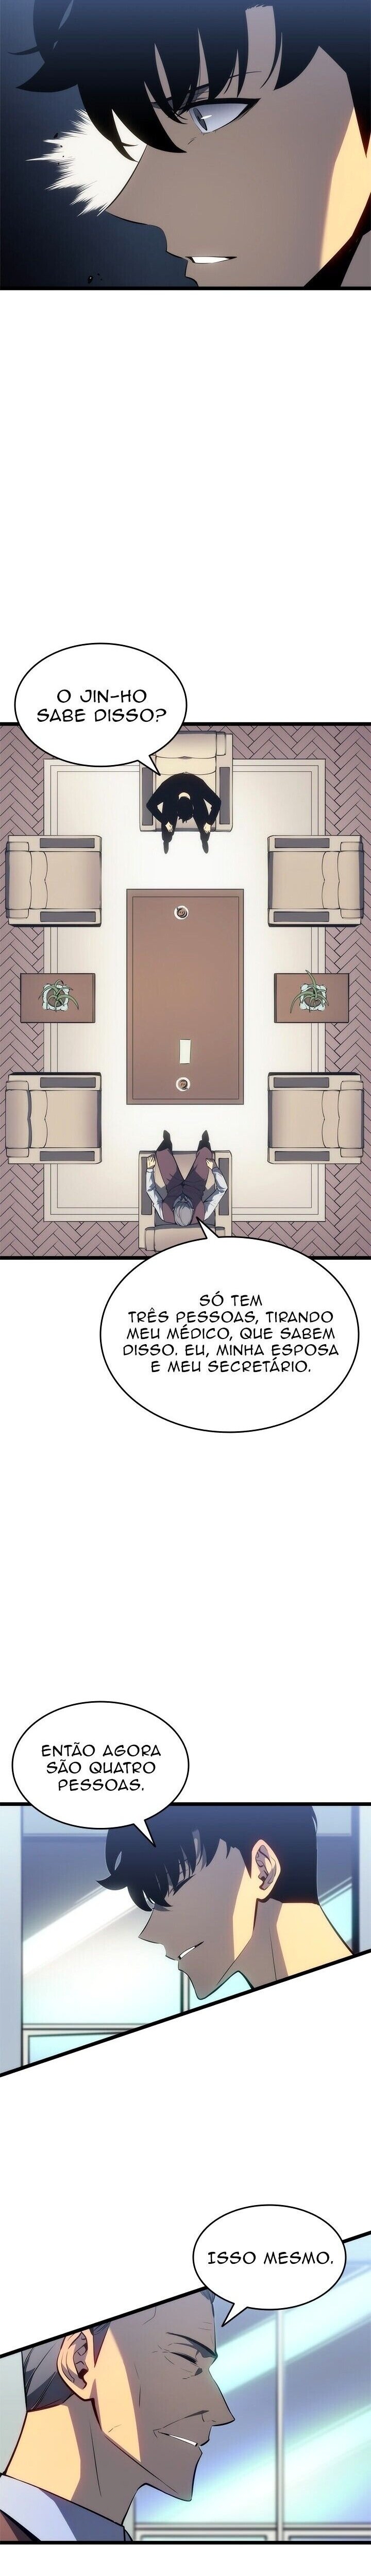 O JIN-HO
SABE DISSO?
SÓ TEM
TRÊS PESSOAS, TIRANDO
MEU MÉDICO, QUE SABEM
DISSO. EU, MINHA ESPOSA
E MEU SECRETÁRIO.
ENTÃO AGORA
SÃO QUATRO
PESSOAS.
ISSO MESMO.